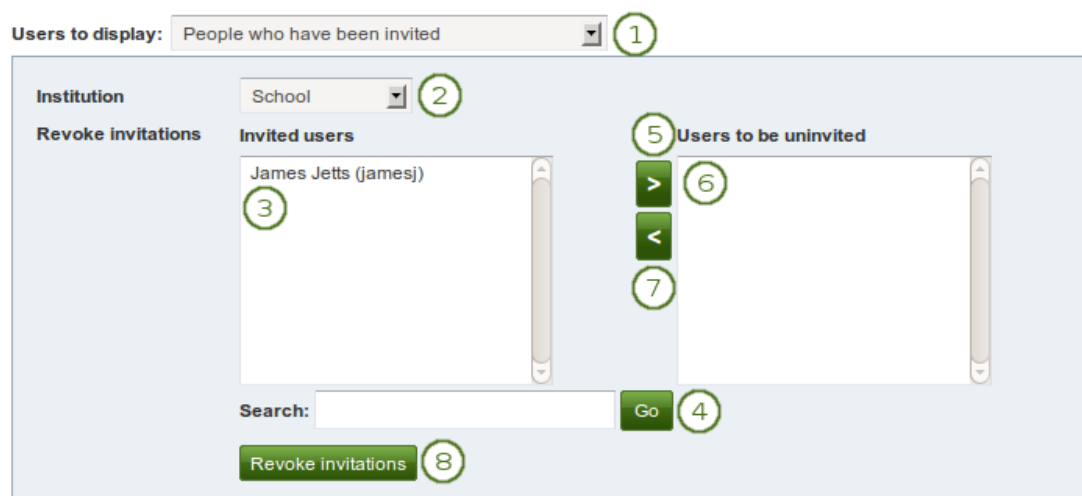 Users to display: People who have been invited 1
Institution School 2
Revoke invitations Invited users 5 Users to be uninvited
James Jetts (jamesj) > 6
3
<
7
Search: Go 4
Revoke invitations 8